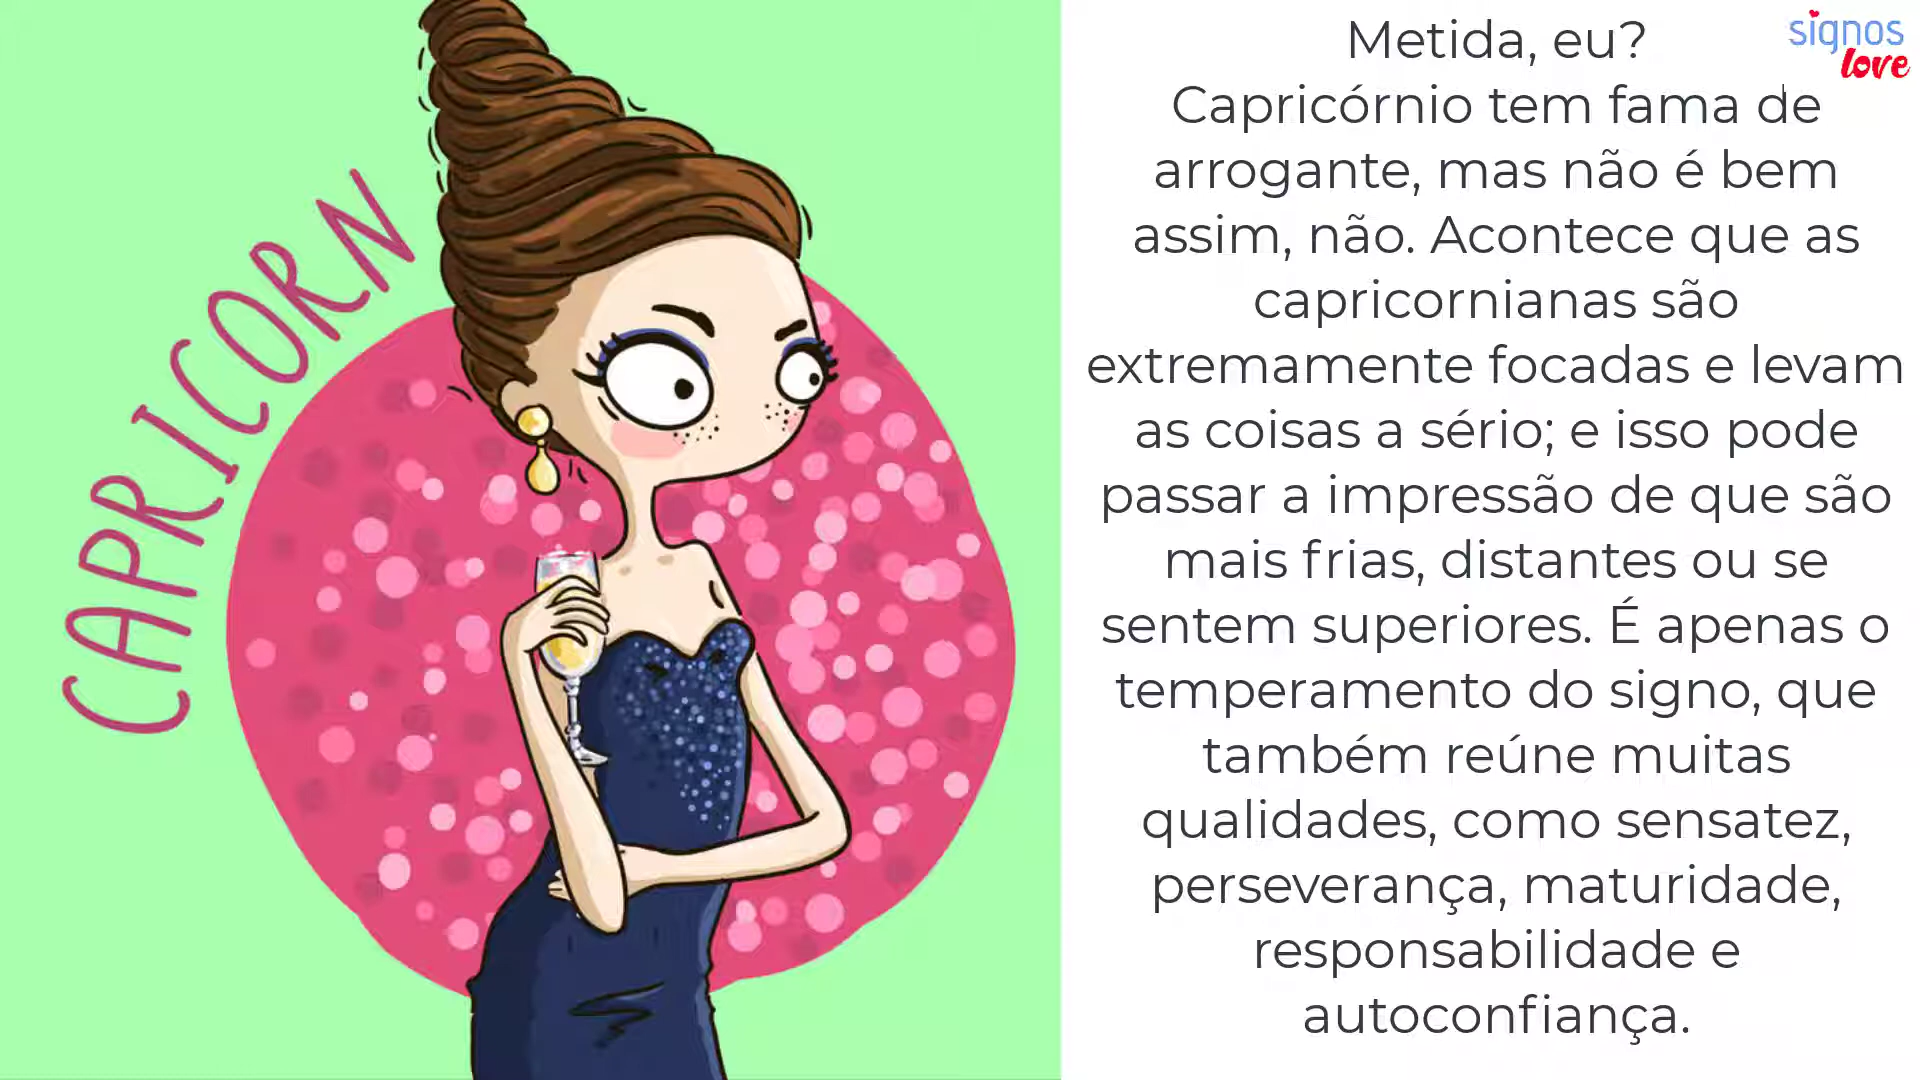 CAPRICORN
Metida, eu?
Capricórnio tem fama de
arrogante, mas não é bem
assim, não. Acontece que as
capricornianas são
extremamente focadas e levam
as coisas a sério; e isso pode
passar a impressão de que são
mais frias, distantes ou se
sentem superiores. É apenas o
temperamento do signo, que
também reúne muitas
qualidades, como sensatez,
perseverança, maturidade,
responsabilidade e
autoconfiança.
signos
love